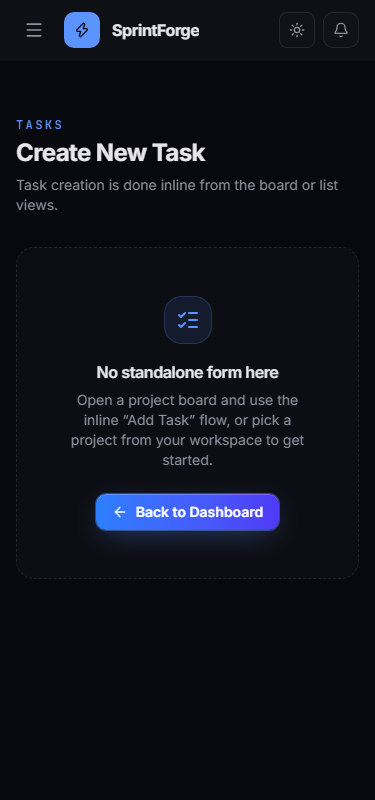 SprintForge
TASKS
Create New Task
Task creation is done inline from the board or list
views.
No standalone form here
Open a project board and use the
inline “Add Task” flow, or pick a
project from your workspace to get
started.
Back to Dashboard